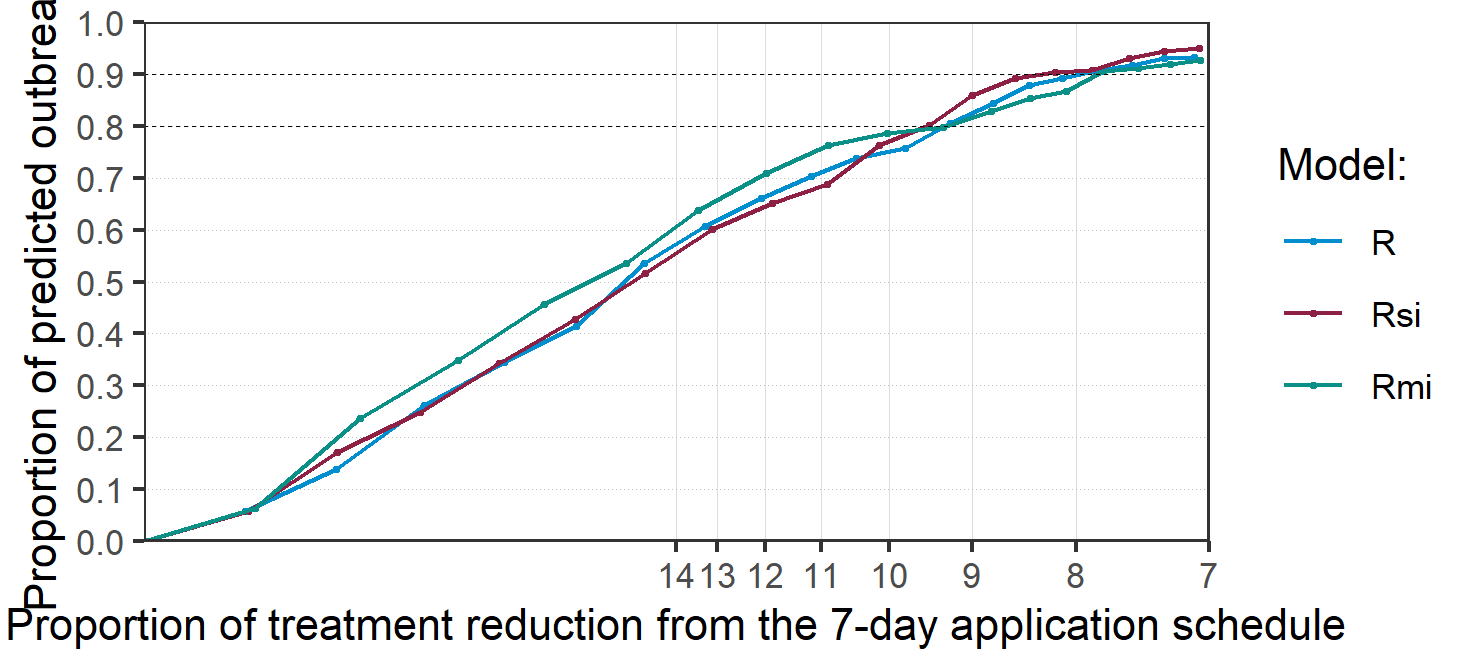 Proportion of predicted
1.0
0.9
0.8
0.7
0.6
0.5
0.4
0.3
0.2
0.1
0.0
14 13 12 11 10 9 8 7
Proportion of treatment reduction from the 7-day application schedule
Model:
R
Rsi
Rmi